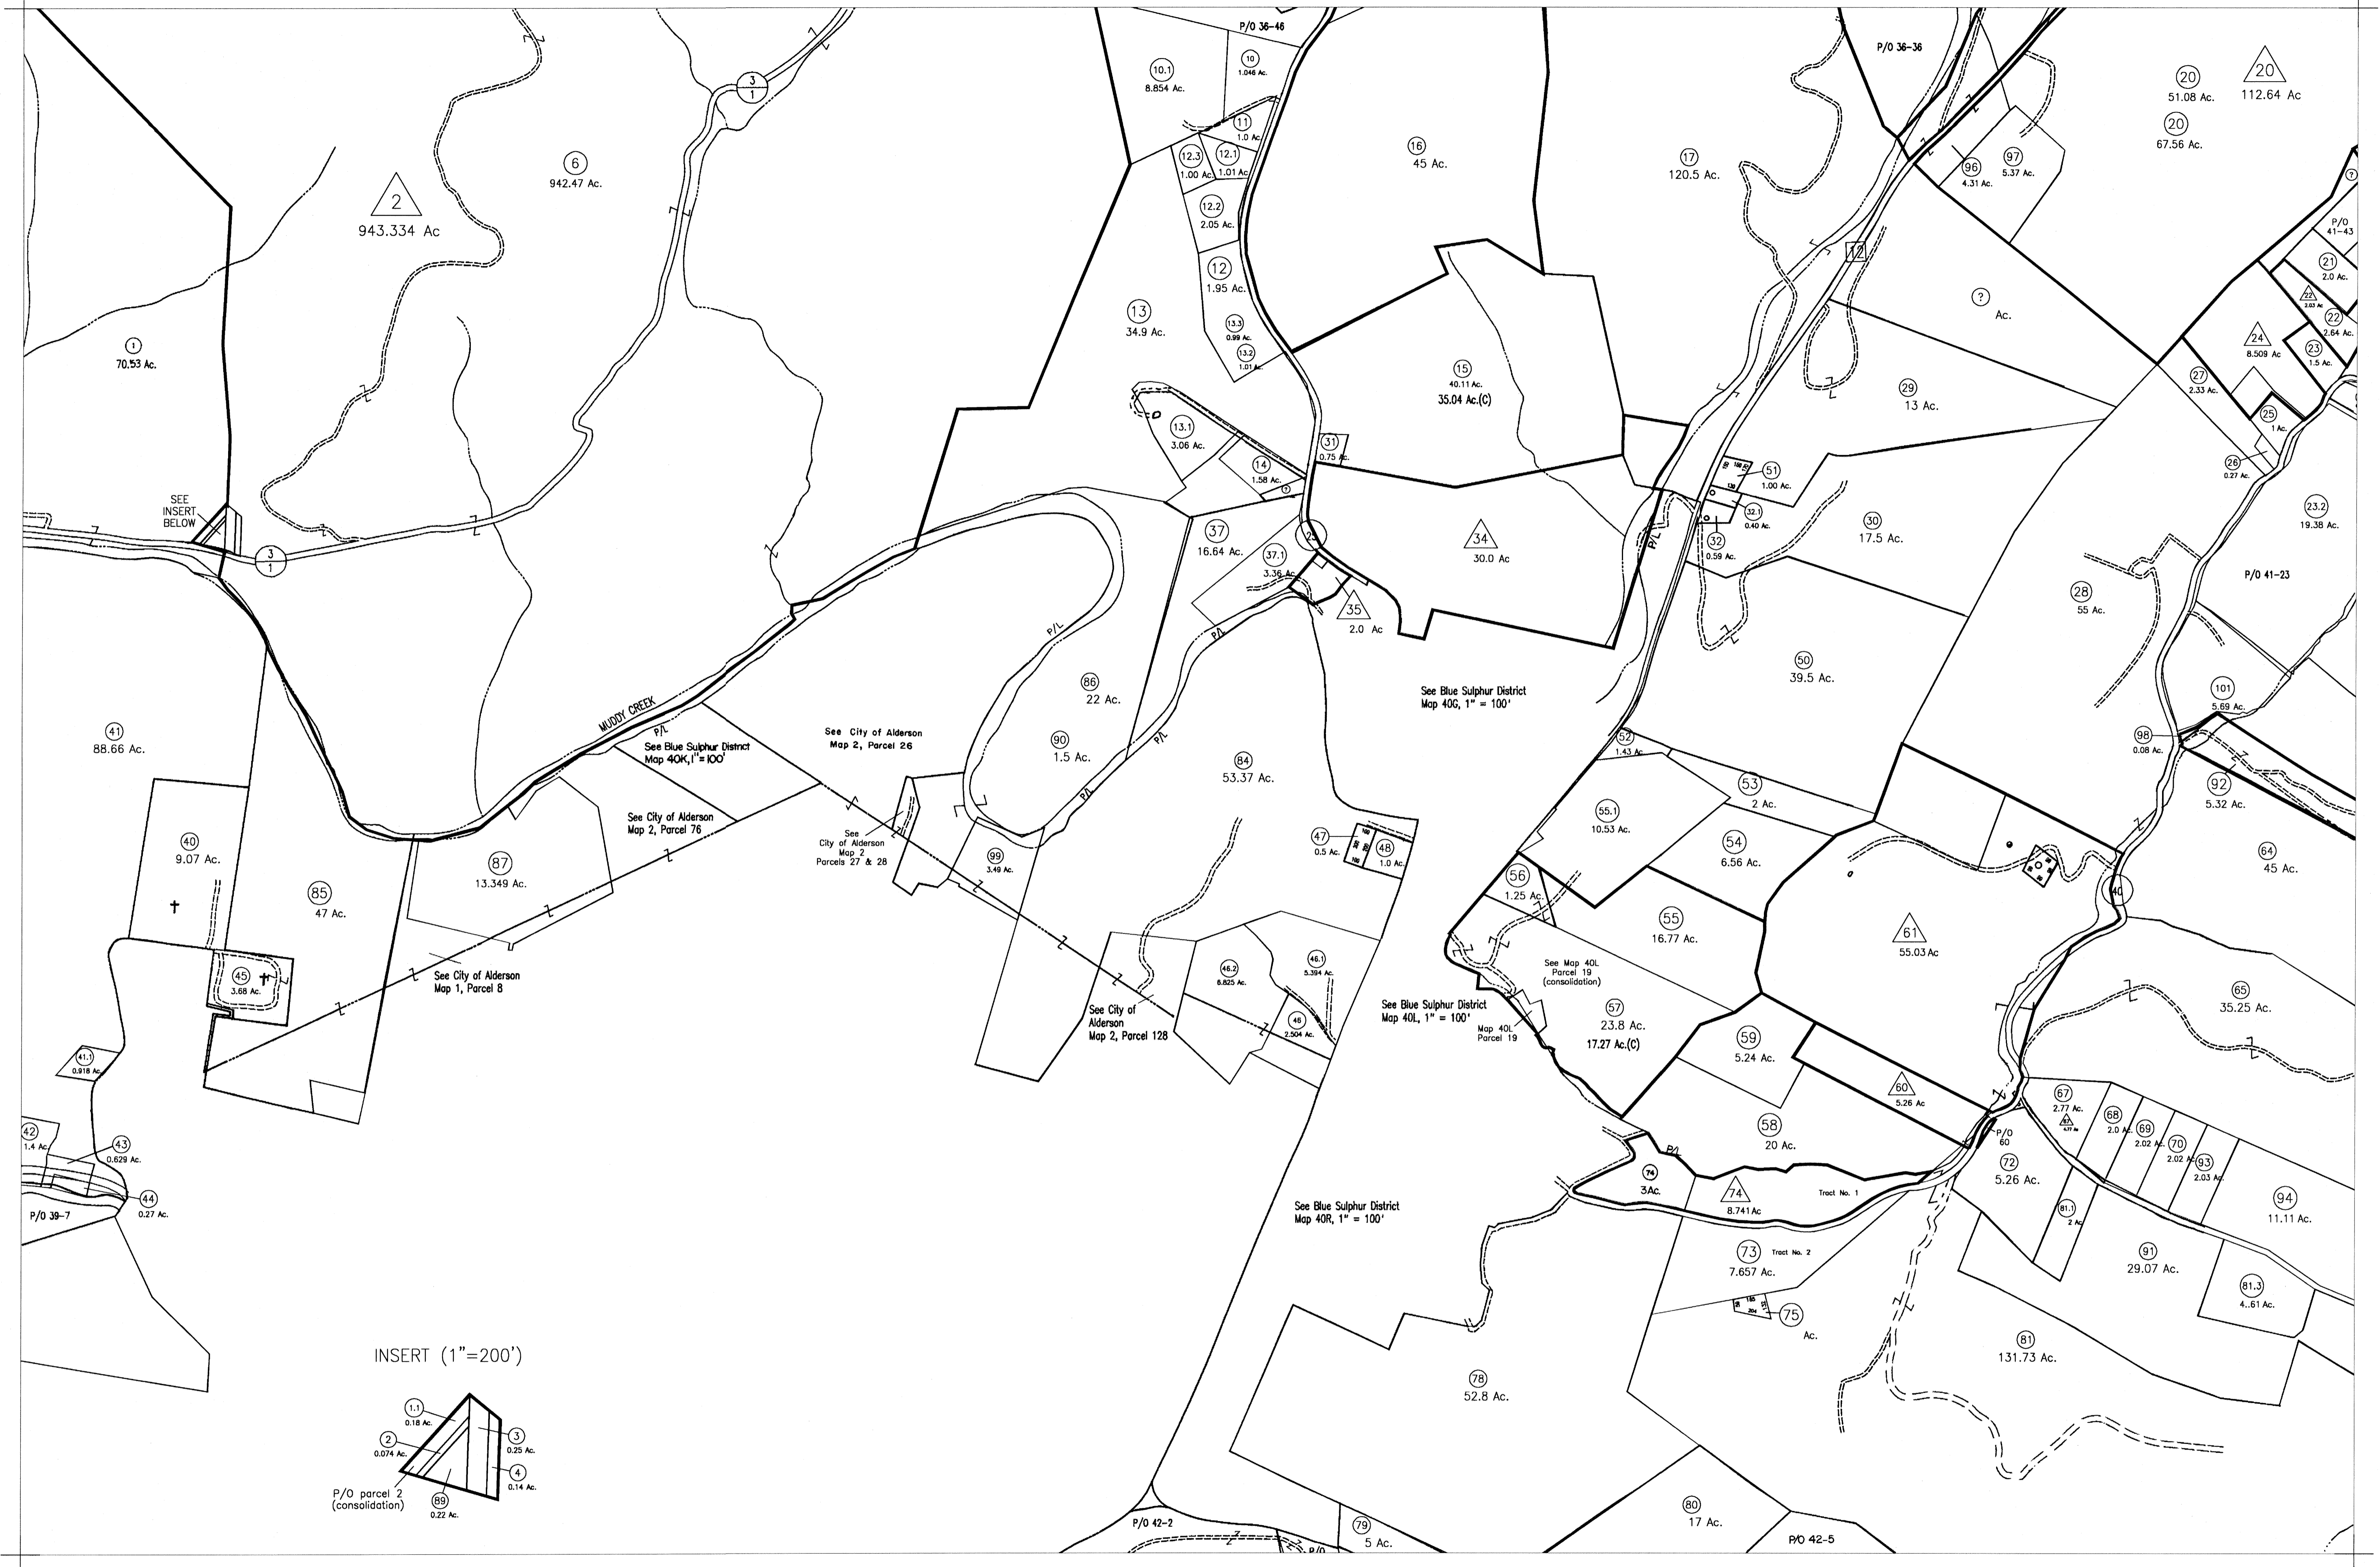 P/O 36-46
P/O 36-36
3
1
10.1
8.854 Ac.
10
1.046 Ac.
20
51.08 Ac.
20
112.64 Ac
20
67.56 Ac.
6
942.47 Ac.
2
943.334 Ac
11
1.0 Ac
12.3
1.00 Ac.
12.1
1.01 Ac.
12.2
2.05 Ac.
12
1.95 Ac.
16
45 Ac.
17
120.5 Ac.
96
4.31 Ac.
97
5.37 Ac.
?
P/O
41-43
21
2.0 Ac.
22
2.03 Ac
22
2.64 Ac.
12
?
Ac.
13
34.9 Ac.
13.3
0.99 Ac.
13.2
1.01 Ac.
1
70.53 Ac.
15
40.11 Ac.
35.04 Ac.(C)
24
8.509 Ac
23
1.5 Ac.
27
2.33 Ac.
29
13 Ac.
25
1 Ac.
13.1
3.06 Ac.
14
1.58 Ac.
?
31
0.75 Ac.
26
0.27 Ac.
51
1.00 Ac.
32.1
0.40 Ac.
32
0.59 Ac.
30
17.5 Ac.
23.2
19.38 Ac.
SEE
INSERT
BELOW
3
1
37
16.64 Ac.
37.1
3.36 Ac.
25
34
30.0 Ac
P/L
35
2.0 Ac
P/O 41-23
28
55 Ac.
P/L
P/L
50
39.5 Ac.
86
22 Ac.
See Blue Sulphur District
Map 40G, 1" = 100'
101
5.69 Ac.
MUDDY CREEK
P/L
41
88.66 Ac.
See Blue Sulphur District
Map 40K, 1"=100'
See City of Alderson
Map 2, Parcel 26
90
1.5 Ac.
P/L
52
1.43 Ac
98
0.08 Ac.
84
53.37 Ac.
P/L
53
2 Ac.
92
5.32 Ac.
55.1
10.53 Ac.
See City of Alderson
Map 2, Parcel 76
See
City of Alderson
Map 2
Parcels 27 & 28
47
0.5 Ac.
100
200
200
100
48
1.0 Ac.
54
6.56 Ac.
64
45 Ac.
40
9.07 Ac.
87
13.349 Ac.
99
3.49 Ac.
85
47 Ac.
56
1.25 Ac.
40
55
16.77 Ac.
61
55.03 Ac
45
3.68 Ac.
See City of Alderson
Map 1, Parcel 8
46.2
6.825 Ac.
46.1
5.394 Ac.
See Map 40L
Parcel 19
(consolidation)
65
35.25 Ac.
See City of
Alderson
Map 2, Parcel 128
46
2.504 Ac.
See Blue Sulphur District
Map 40L, 1" = 100'
Map 40L
Parcel 19
57
23.8 Ac.
17.27 Ac.(C)
59
5.24 Ac.
41.1
0.918 Ac.
60
5.26 Ac
67
2.77 Ac.
68
2.0 Ac.
69
2.02 Ac.
70
2.02 Ac
93
2.03 Ac.
42
1.4 Ac.
43
0.629 Ac.
44
0.27 Ac.
P/O 39-7
58
20 Ac.
P/O
60
P/L
74
3Ac.
74
8.741 Ac
Tract No. 1
72
5.26 Ac.
81.1
2 Ac.
94
11.11 Ac.
See Blue Sulphur District
Map 40R, 1" = 100'
73
7.657 Ac.
Tract No. 2
91
29.07 Ac.
81.3
4..61 Ac.
75
Ac.
81
131.73 Ac.
INSERT (1"=200')
78
52.8 Ac.
1.1
0.18 Ac.
2
0.074 Ac.
3
0.25 Ac.
4
0.14 Ac.
P/O parcel 2
(consolidation)
89
0.22 Ac.
P/O 42-2
P/O
79
5 Ac.
80
17 Ac.
P/O 42-5